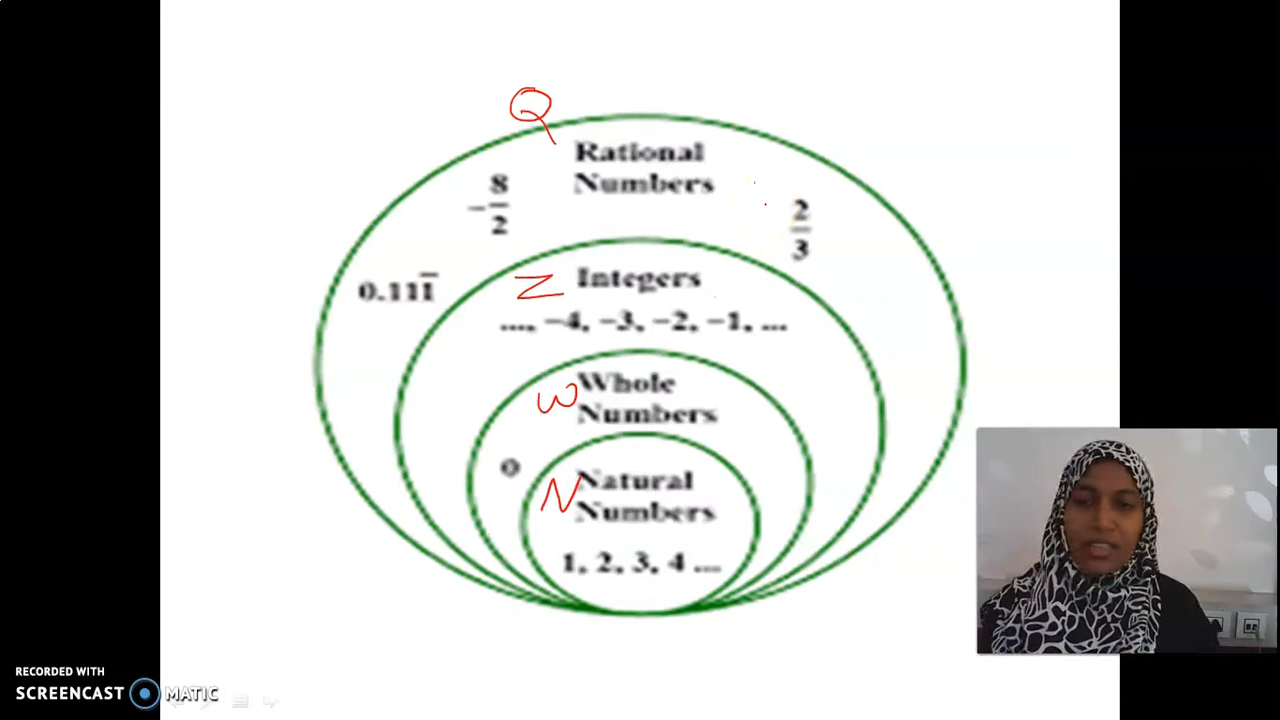 Q
Rational
Numbers
-8/2
2/3
0.111̅
Z Integers
..., −4, −3, −2, −1, ...
W Whole
Numbers
0
N Natural
Numbers
1, 2, 3, 4 ...
RECORDED WITH
SCREENCAST MATIC